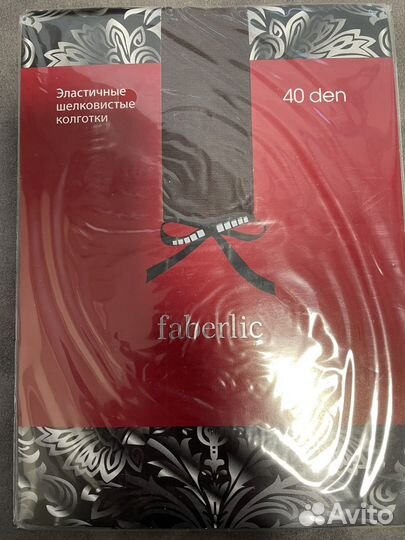 Эластичные
шелковистые
колготки
40 den
faberlic
Avito